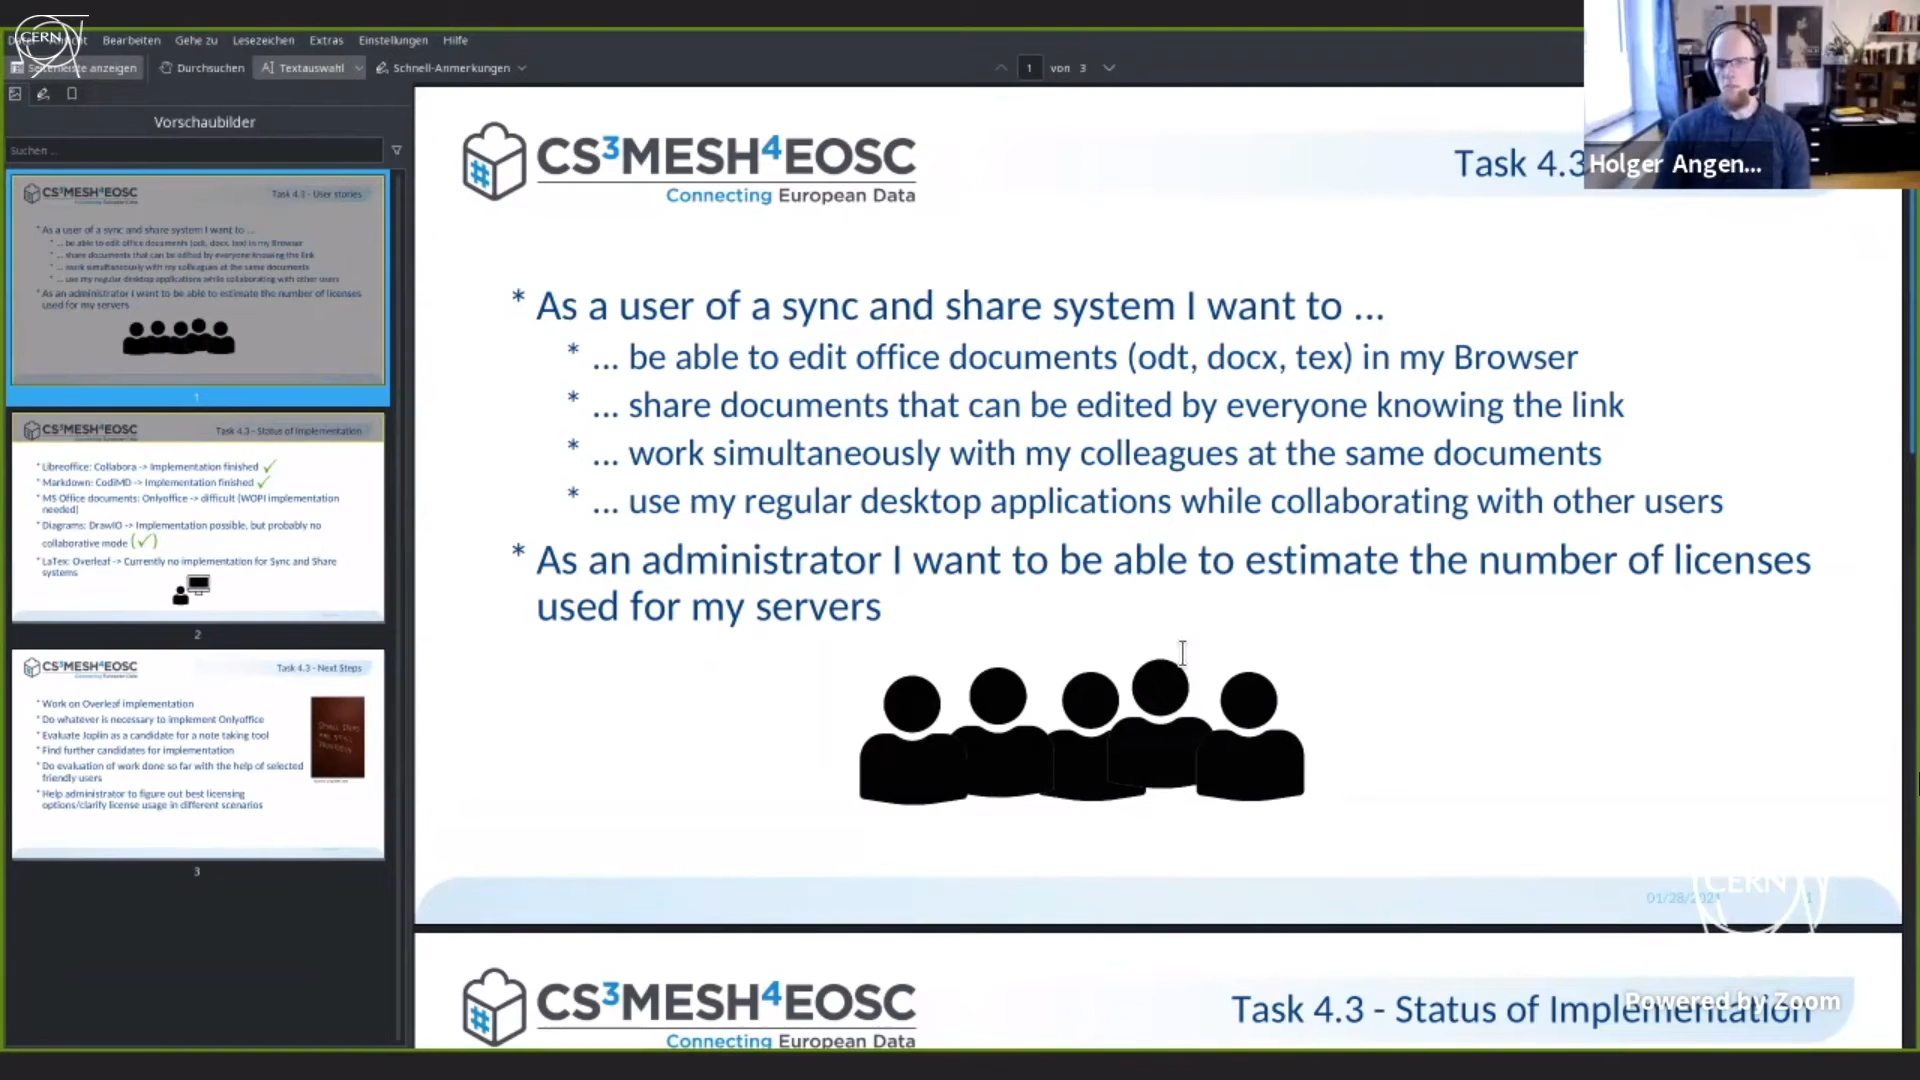 CERN
Bearbeiten Gehe zu Lesezeichen Extras Einstellungen Hilfe
Seitenleiste anzeigen Durchsuchen Textauswahl Schnell-Anmerkungen
1 von 3
Vorschaubilder
Suchen ...
CS3MESH4EOSC
Connecting European Data
Task 4.3 - User stories
* As a user of a sync and share system I want to ...
* ... be able to edit office documents (odt, docx, tex) in my Browser
* ... share documents that can be edited by everyone knowing the link
* ... work simultaneously with my colleagues at the same documents
* ... use my regular desktop applications while collaborating with other users
* As an administrator I want to be able to estimate the number of licenses
used for my servers
1
CS3MESH4EOSC
Connecting European Data
Task 4.3 - Status of Implementation
* Libreoffice: Collabora -> Implementation finished ✓
* Markdown: CodiMD -> Implementation finished ✓
* MS Office documents: Onlyoffice -> difficult (WOPI implementation
needed)
* Diagrams: DrawIO -> Implementation possible, but probably no
collaborative mode (✓)
* LaTex: Overleaf -> Currently no implementation for Sync and Share
systems
2
CS3MESH4EOSC
Connecting European Data
Task 4.3 - Next Steps
* Work on Overleaf implementation
* Do whatever is necessary to implement Onlyoffice
* Evaluate Joplin as a candidate for a note taking tool
* Find further candidates for implementation
* Do evaluation of work done so far with the help of selected
friendly users
* Help administrator to figure out best licensing
options/clarify license usage in different scenarios
3
CS3MESH4EOSC
Connecting European Data
Task 4.3
Holger Angen...
* As a user of a sync and share system I want to ...
* ... be able to edit office documents (odt, docx, tex) in my Browser
* ... share documents that can be edited by everyone knowing the link
* ... work simultaneously with my colleagues at the same documents
* ... use my regular desktop applications while collaborating with other users
* As an administrator I want to be able to estimate the number of licenses
used for my servers
01/28/2021 1
CERN
CS3MESH4EOSC
Connecting European Data
Task 4.3 - Status of Implementation
Powered by Zoom